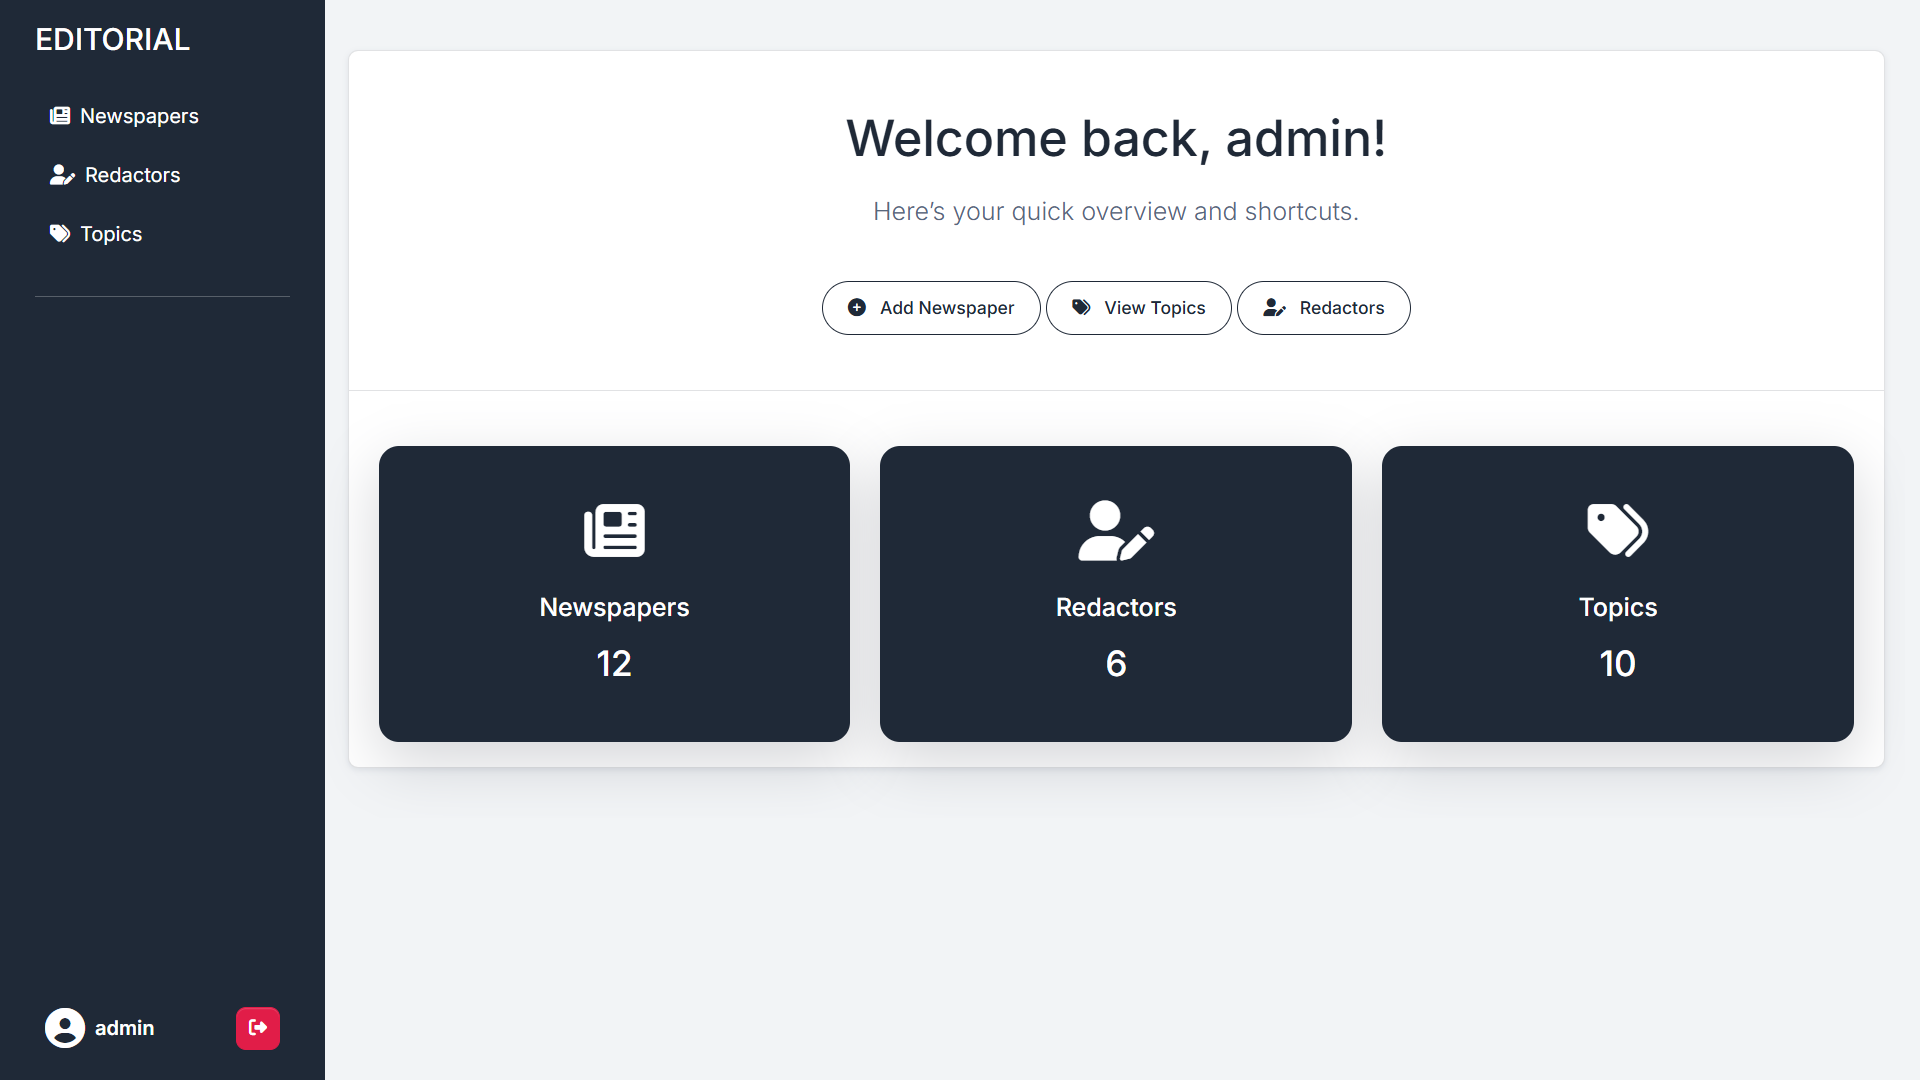 EDITORIAL
Newspapers
Redactors
Topics
admin
Welcome back, admin!
Here’s your quick overview and shortcuts.
Add Newspaper
View Topics
Redactors
Newspapers
12
Redactors
6
Topics
10